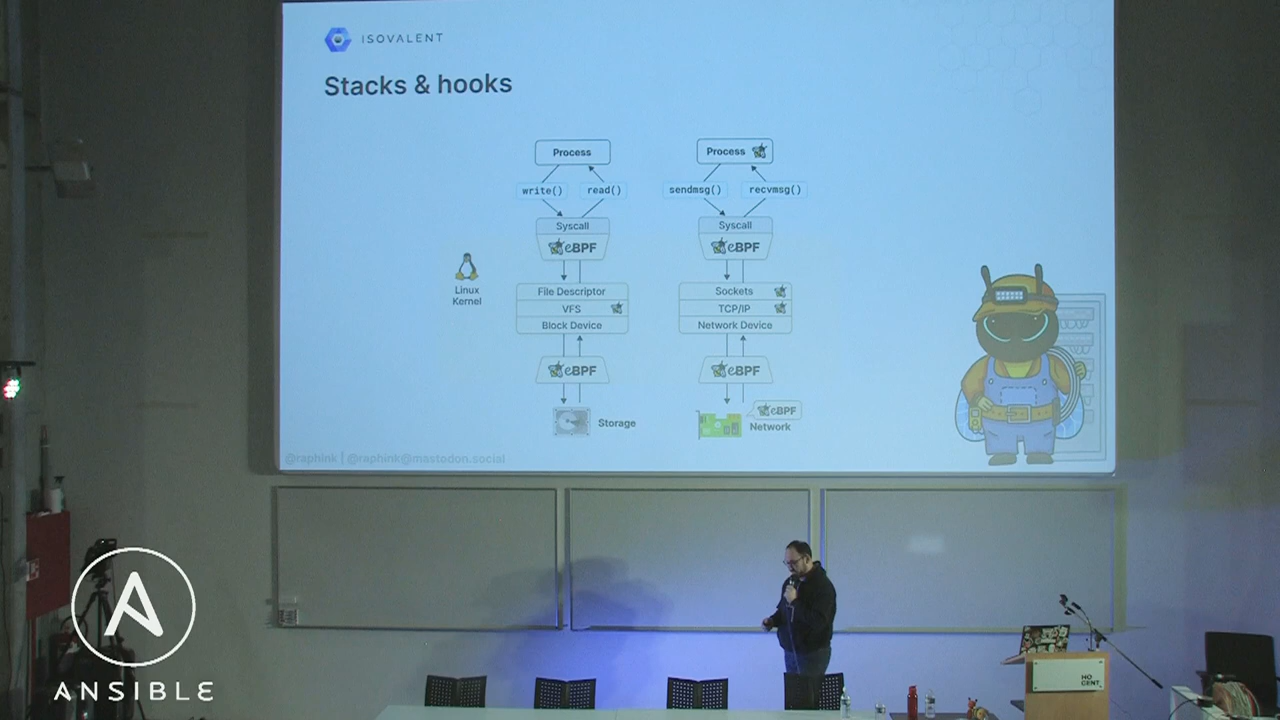 ISOVALENT
Stacks & hooks
Process
write()
read()
Syscall
eBPF
File Descriptor
VFS
Block Device
eBPF
Storage
Linux
Kernel
Process
sendmsg()
recvmsg()
Syscall
eBPF
Sockets
TCP/IP
Network Device
eBPF
eBPF
Network
@raphink | @raphink@mastodon.social
HO
GENT
ANSIBLE